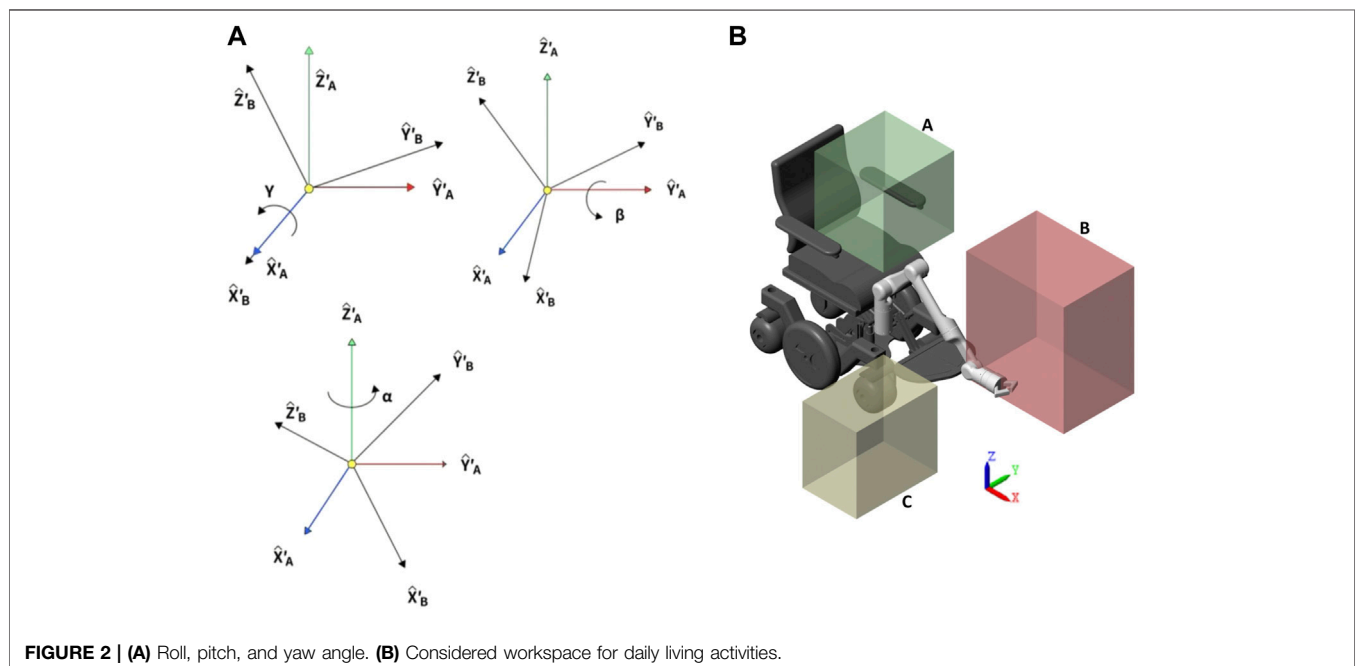 A
B
Ẑ'A
Ẑ'B
Ŷ'B
Ŷ'A
γ
X̂'A
X̂'B
Ẑ'A
Ẑ'B
Ŷ'B
Ŷ'A
β
X̂'A
X̂'B
Ẑ'A
Ŷ'B
α
Ẑ'B
Ŷ'A
X̂'A
X̂'B
A
B
C
Z
Y
X
FIGURE 2 | (A) Roll, pitch, and yaw angle. (B) Considered workspace for daily living activities.